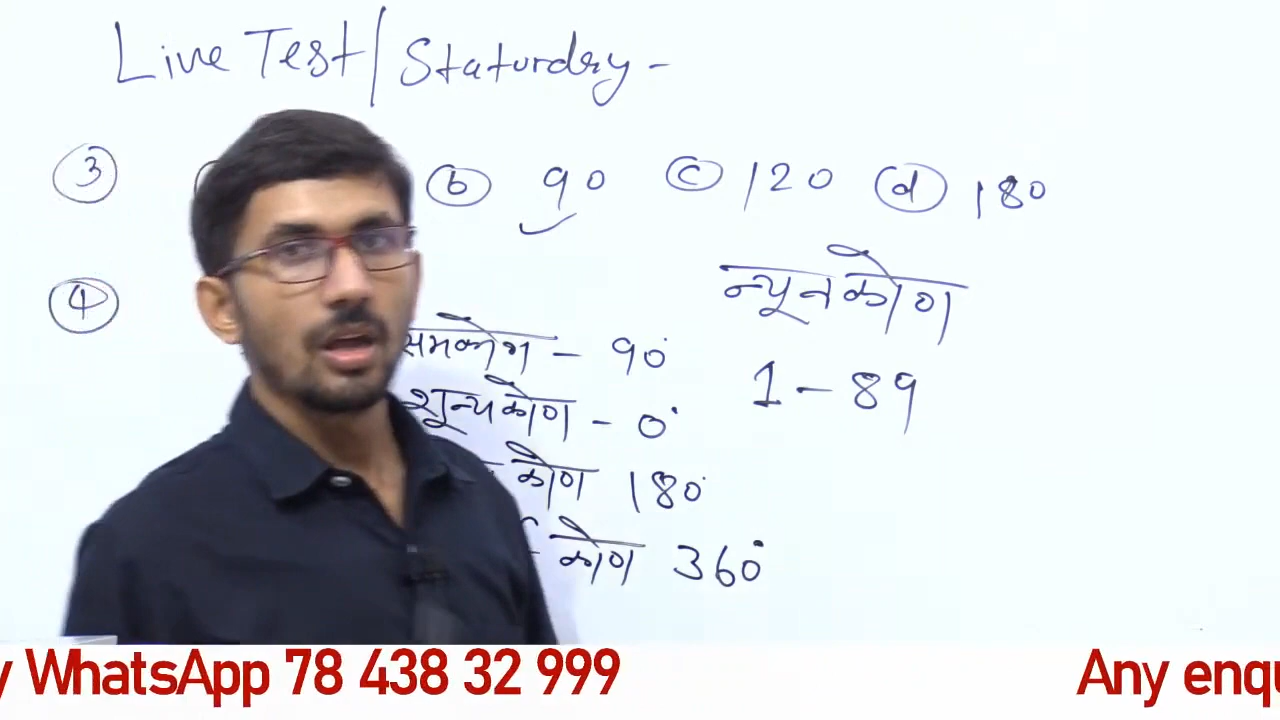 Live Test / Staturday -
3 b 90 c 120 d 180
4
न्यूनकोण
समकोण - 90°
1 - 89
शून्यकोण - 0°
कोण 180°
कोण 360°
WhatsApp 78 438 32 999 Any